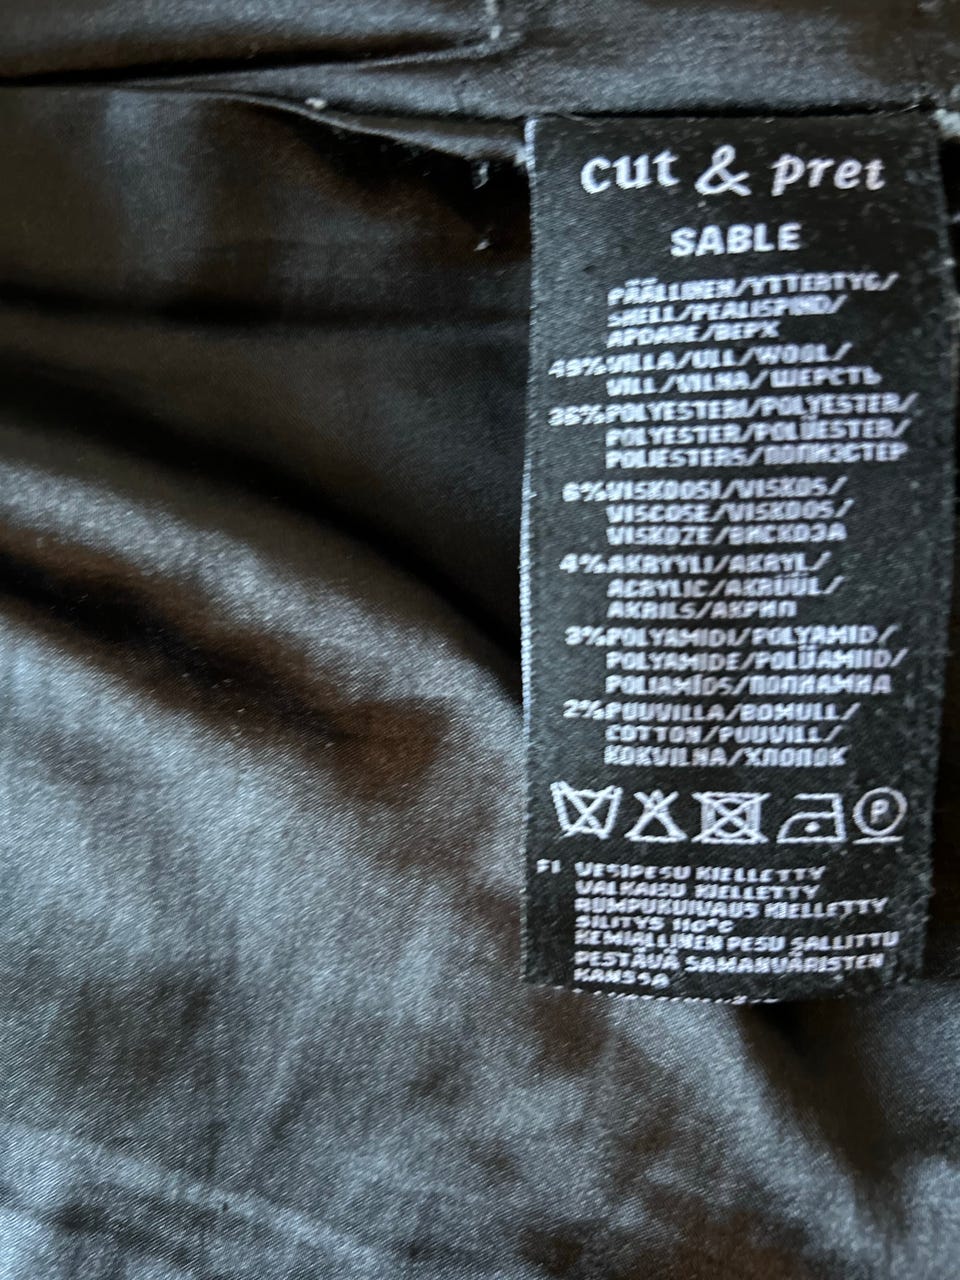 cut & pret
SABLE
PÄÄLLINEN/YTTERTYG/
SHELL/PEALISPIND/
APDARE/ВЕРХ
49% VILLA/ULL/WOOL/
VILL/VILNA/ШЕРСТЬ
36% POLYESTERI/POLYESTER/
POLYESTER/POLÜESTER/
POLIESTERS/ПОЛИЭСТЕР
6% VISKOOSI/VISKOS/
VISCOSE/VISKOOS/
VISKOZE/ВИСКОЗА
4% AKRYYLI/AKRYL/
ACRYLIC/AKRÜÜL/
AKRILS/АКРИЛ
3% POLYAMIDI/POLYAMID/
POLYAMIDE/POLÜAMIID/
POLIAMĪDS/ПОЛИАМИД
2% PUUVILLA/BOMULL/
COTTON/PUUVILL/
KOKVILNA/ХЛОПОК
P
FI VESIPESU KIELLETTY
VALKAISU KIELLETTY
RUMPUKUIVAUS KIELLETTY
SILITYS 110°C
KEMIALLINEN PESU SALLITTU
PESTÄVÄ SAMANVÄRISTEN
KANSSA